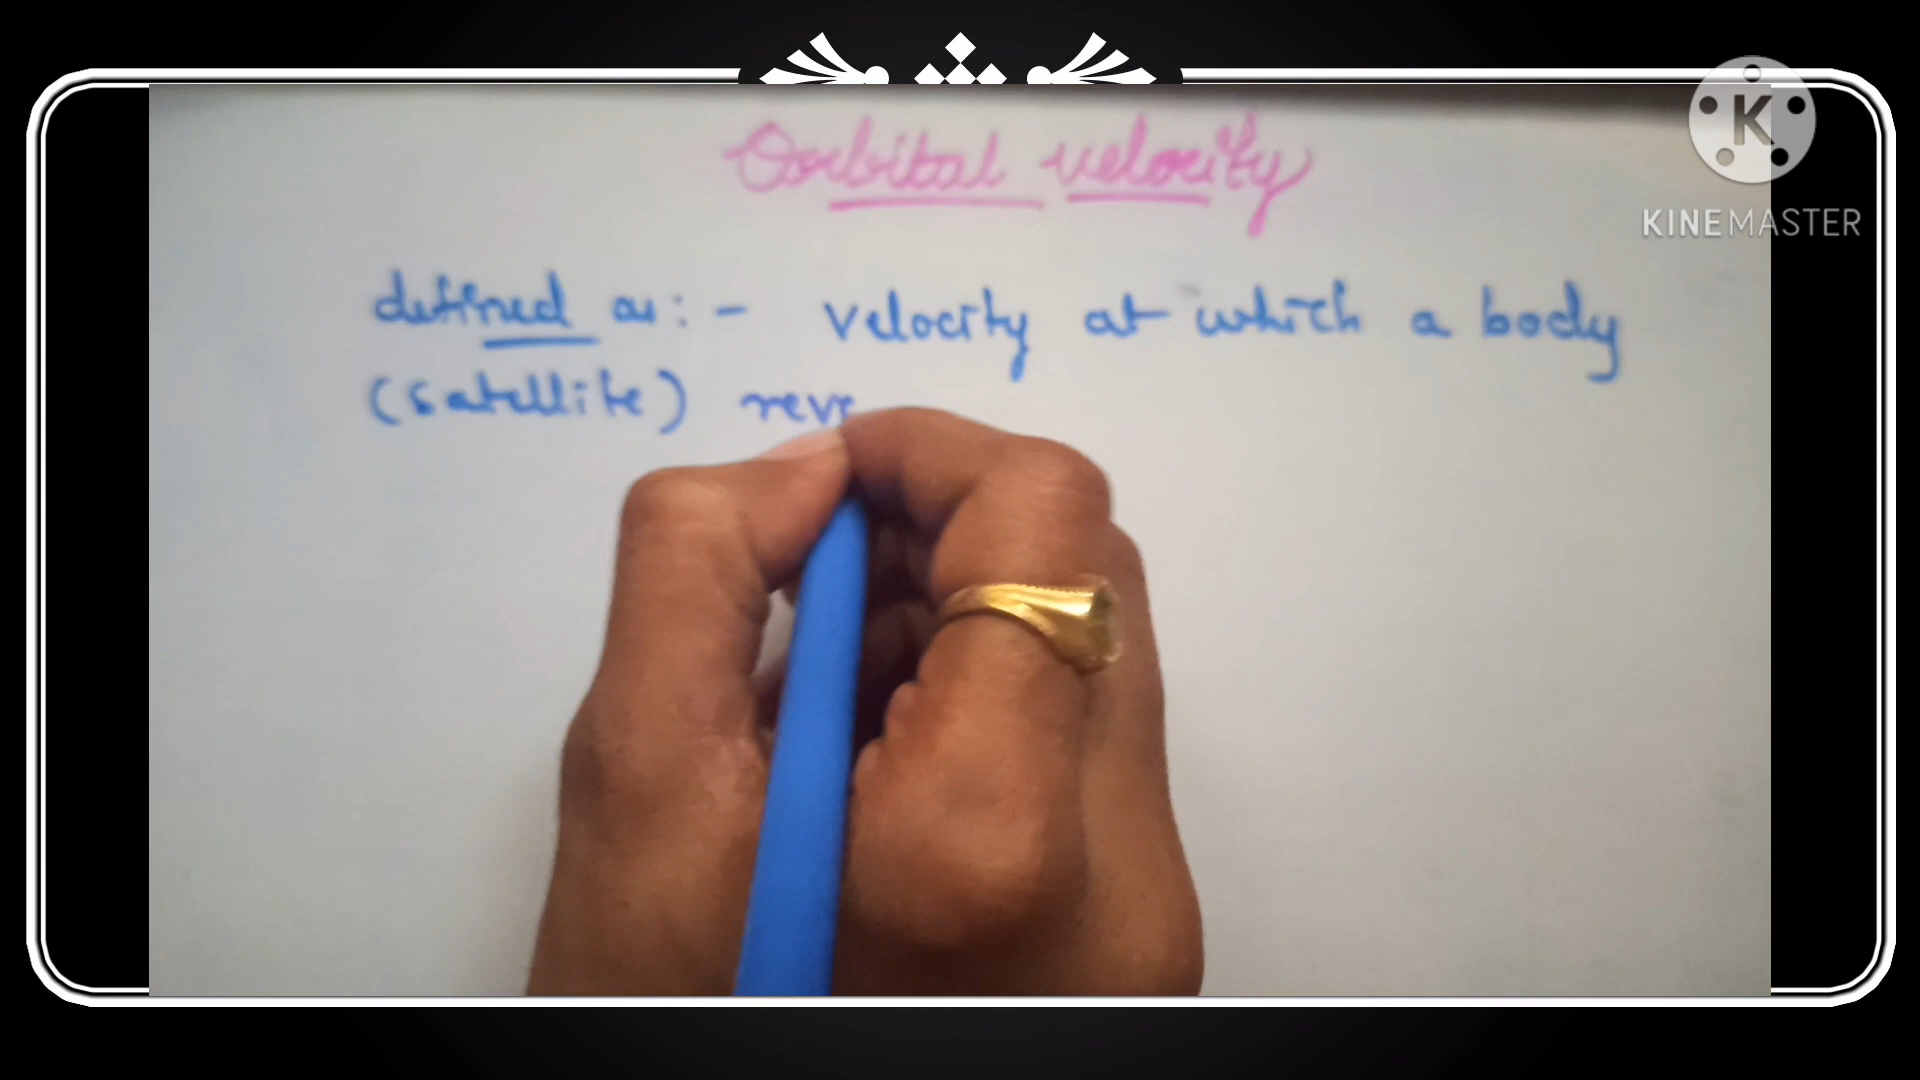 Orbital velocity
K
KINEMASTER
defined as:- velocity at which a body
(satellite) reve